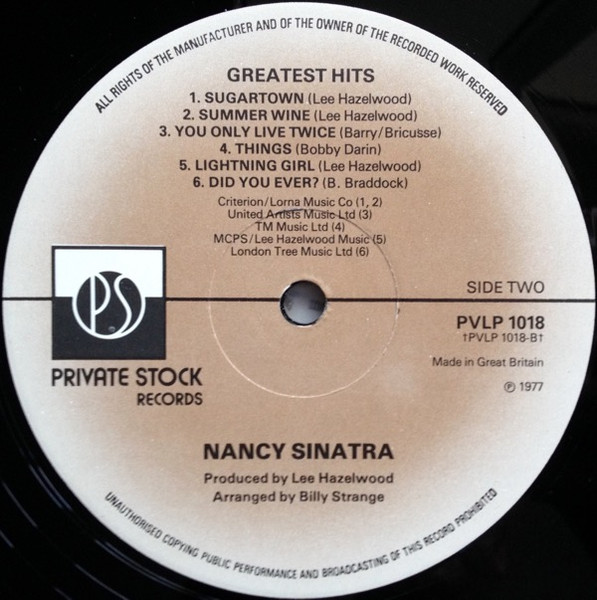 ALL RIGHTS OF THE MANUFACTURER AND OF THE OWNER OF THE RECORDED WORK RESERVED
GREATEST HITS
1. SUGARTOWN (Lee Hazelwood)
2. SUMMER WINE (Lee Hazelwood)
3. YOU ONLY LIVE TWICE (Barry/Bricusse)
4. THINGS (Bobby Darin)
5. LIGHTNING GIRL (Lee Hazelwood)
6. DID YOU EVER? (B. Braddock)
Criterion/Lorna Music Co (1, 2)
United Artists Music Ltd (3)
TM Music Ltd (4)
MCPS/Lee Hazelwood Music (5)
London Tree Music Ltd (6)
PS
PRIVATE STOCK
RECORDS
SIDE TWO
PVLP 1018
†PVLP 1018-B†
Made in Great Britain
℗ 1977
NANCY SINATRA
Produced by Lee Hazelwood
Arranged by Billy Strange
UNAUTHORISED COPYING PUBLIC PERFORMANCE AND BROADCASTING OF THIS RECORD PROHIBITED